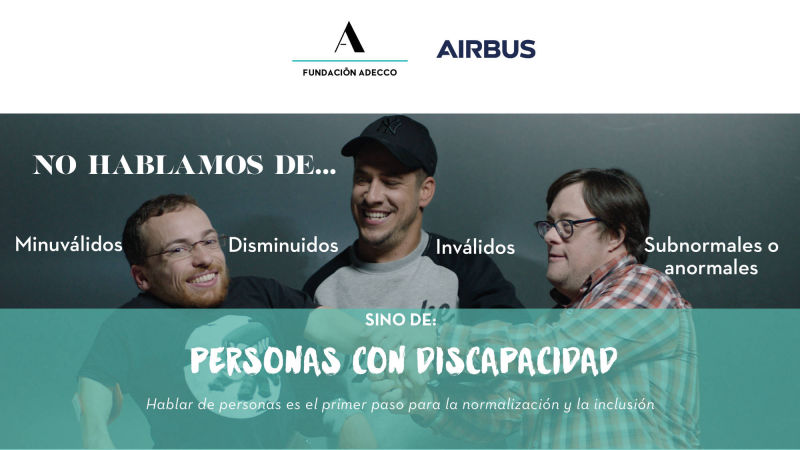 A
FUNDACIÓN ADECCO
AIRBUS
NO HABLAMOS DE...
Minuválidos
Disminuidos
Inválidos
Subnormales o
anormales
SINO DE:
PERSONAS CON DISCAPACIDAD
Hablar de personas es el primer paso para la normalización y la inclusión